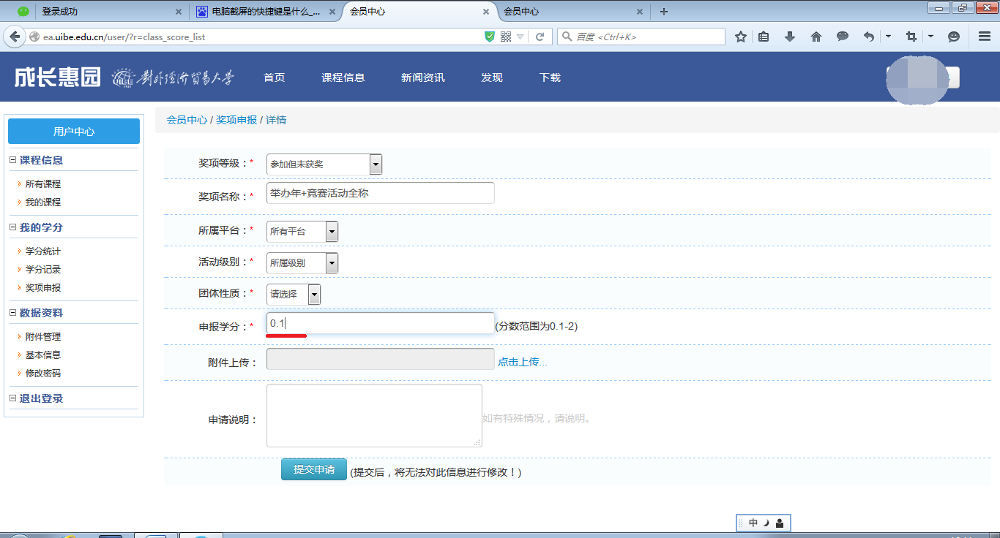 登录成功
电脑截屏的快捷键是什么_...
会员中心
会员中心
ea.uibe.edu.cn/user/?r=class_score_list
百度 <Ctrl+K>
成长惠园
UIBE
1951
對外經濟貿易大学
首页
课程信息
新闻资讯
发现
下载
用户中心
课程信息
所有课程
我的课程
我的学分
学分统计
学分记录
奖项申报
数据资料
附件管理
基本信息
修改密码
退出登录
会员中心 / 奖项申报 / 详情
奖项等级：* 参加但未获奖
奖项名称：* 举办年+竞赛活动全称
所属平台：* 所有平台
活动级别：* 所属级别
团体性质：* 请选择
申报学分：* 0.1 (分数范围为0.1-2)
附件上传： 点击上传...
申请说明： 如有特殊情况，请说明。
提交申请 (提交后，将无法对此信息进行修改！)
中